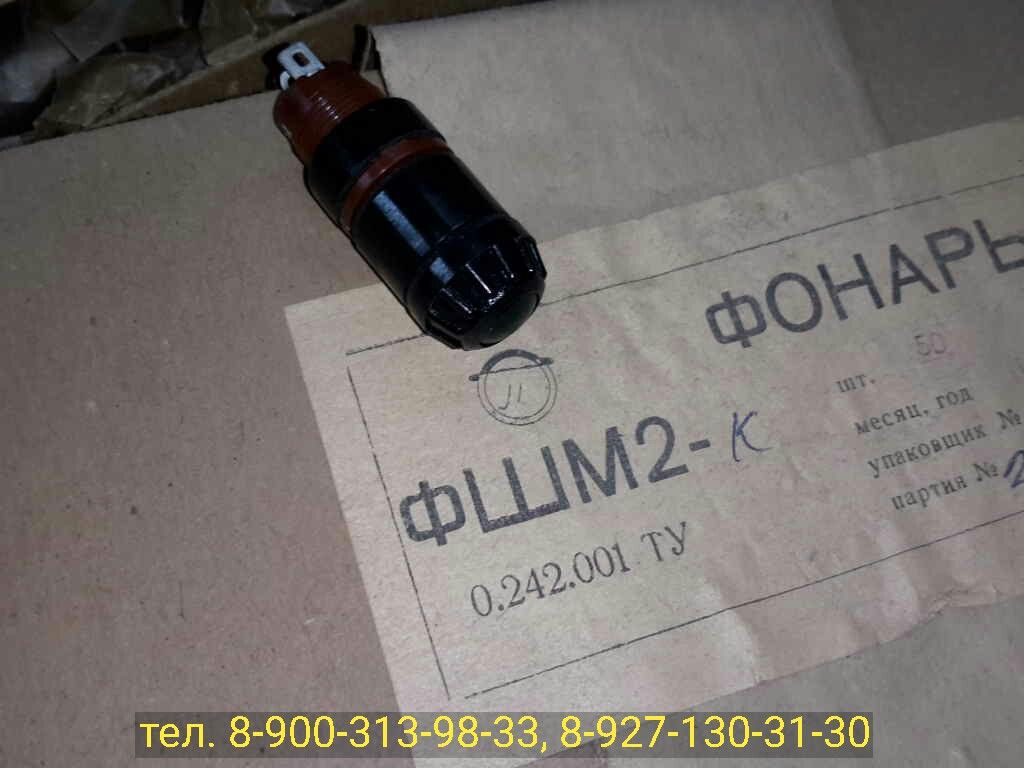 ФОНАРЬ
шт. 50
месяц, год
упаковщик №
партия № 2
ФШМ2-К
0.242.001 ТУ
тел. 8-900-313-98-33, 8-927-130-31-30